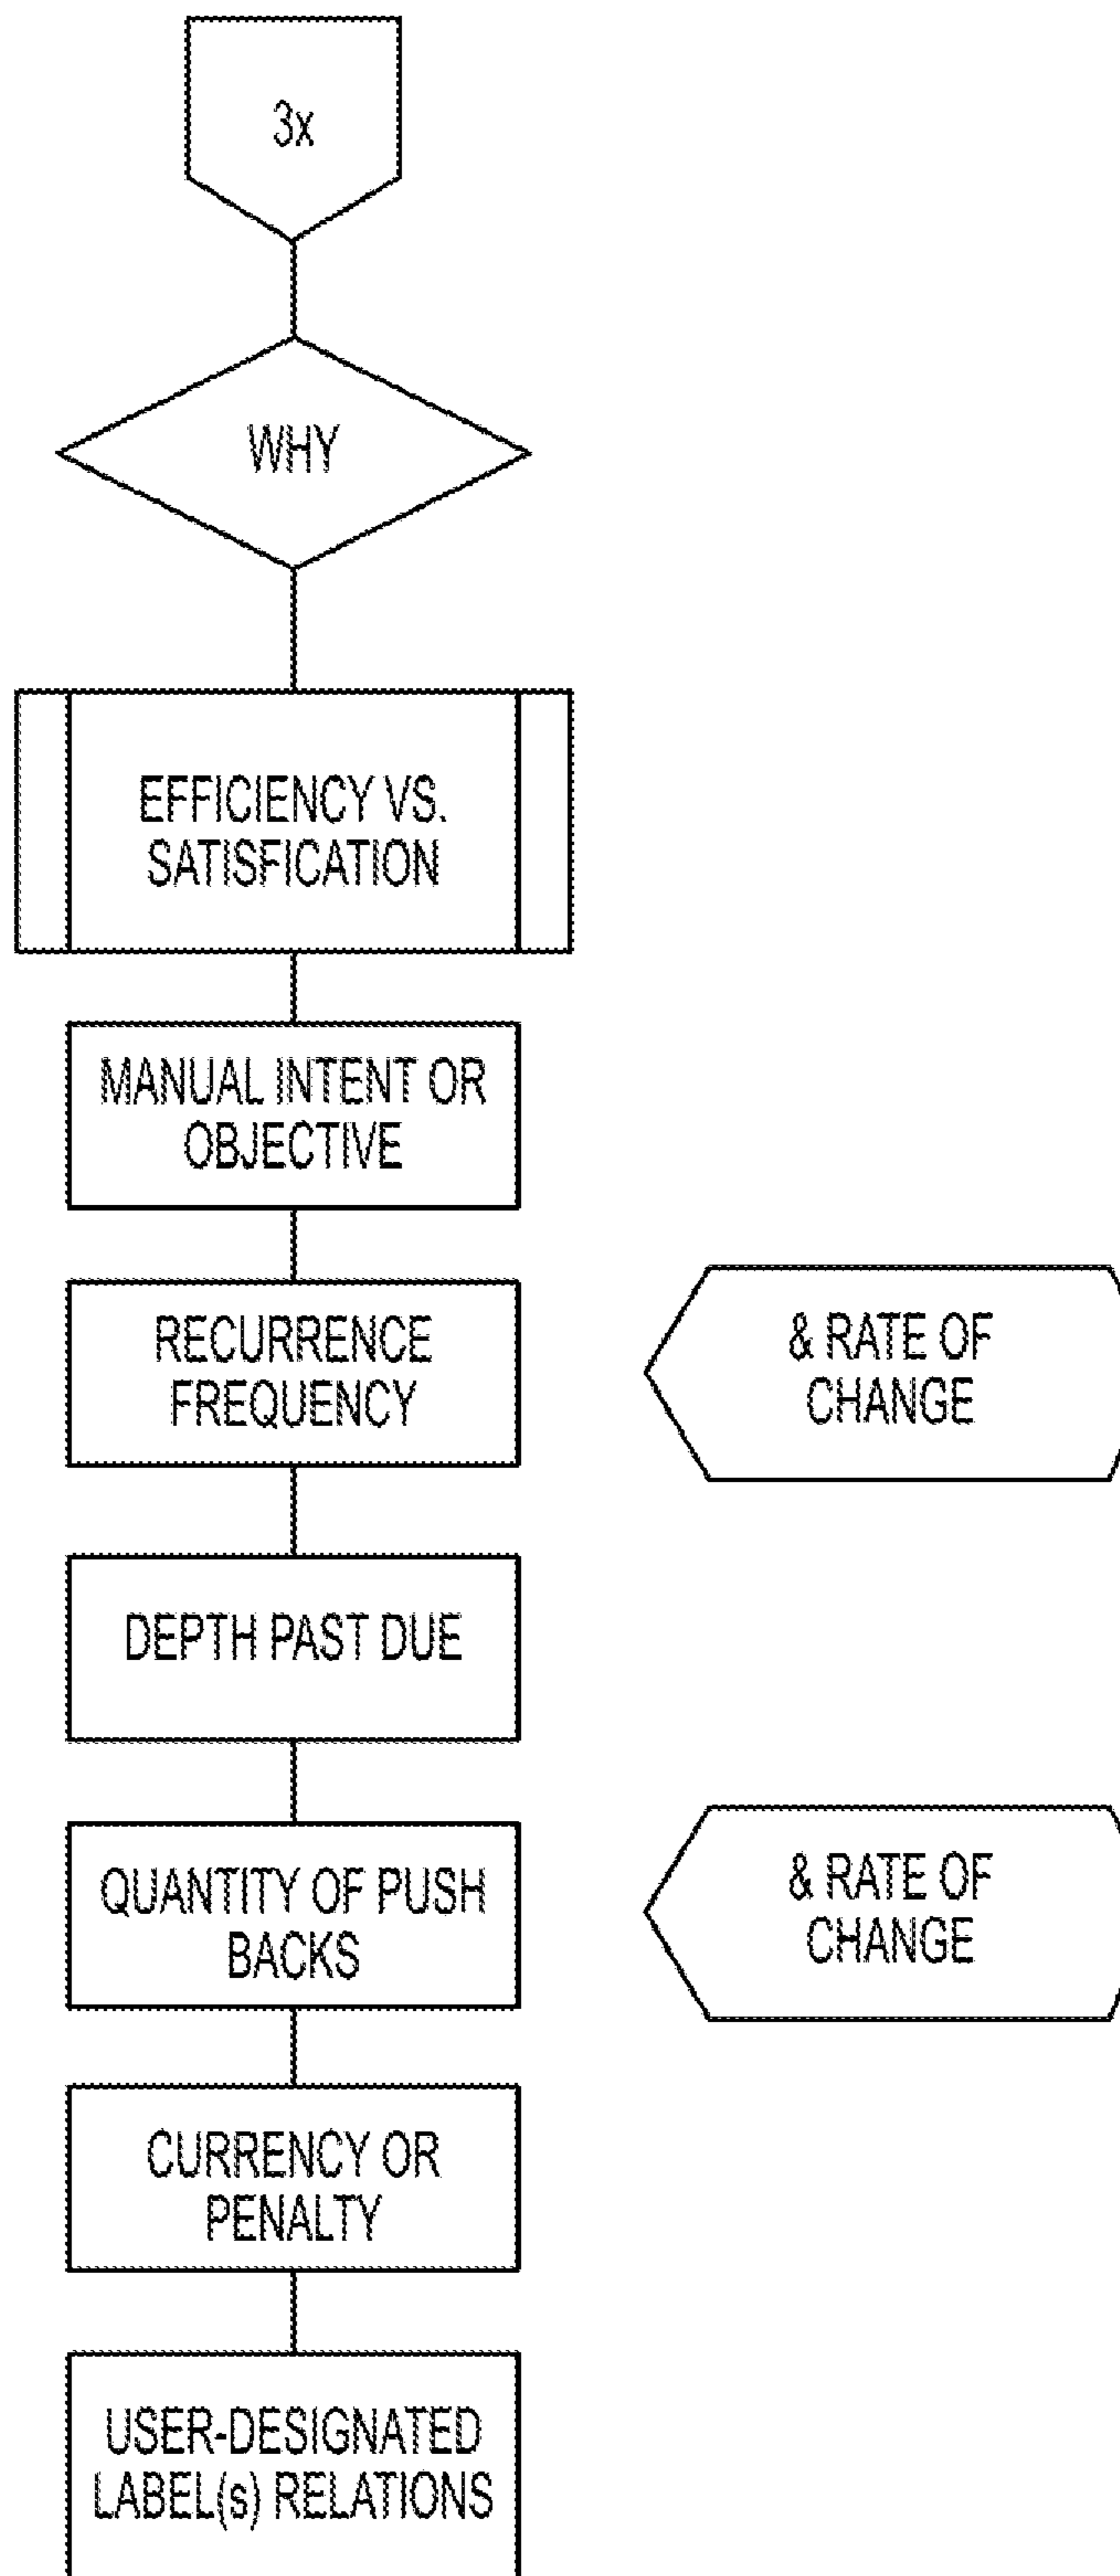 3x
WHY
EFFICIENCY VS.
SATISFICATION
MANUAL INTENT OR
OBJECTIVE
RECURRENCE
FREQUENCY
& RATE OF
CHANGE
DEPTH PAST DUE
QUANTITY OF PUSH
BACKS
& RATE OF
CHANGE
CURRENCY OR
PENALTY
USER-DESIGNATED
LABEL(s) RELATIONS